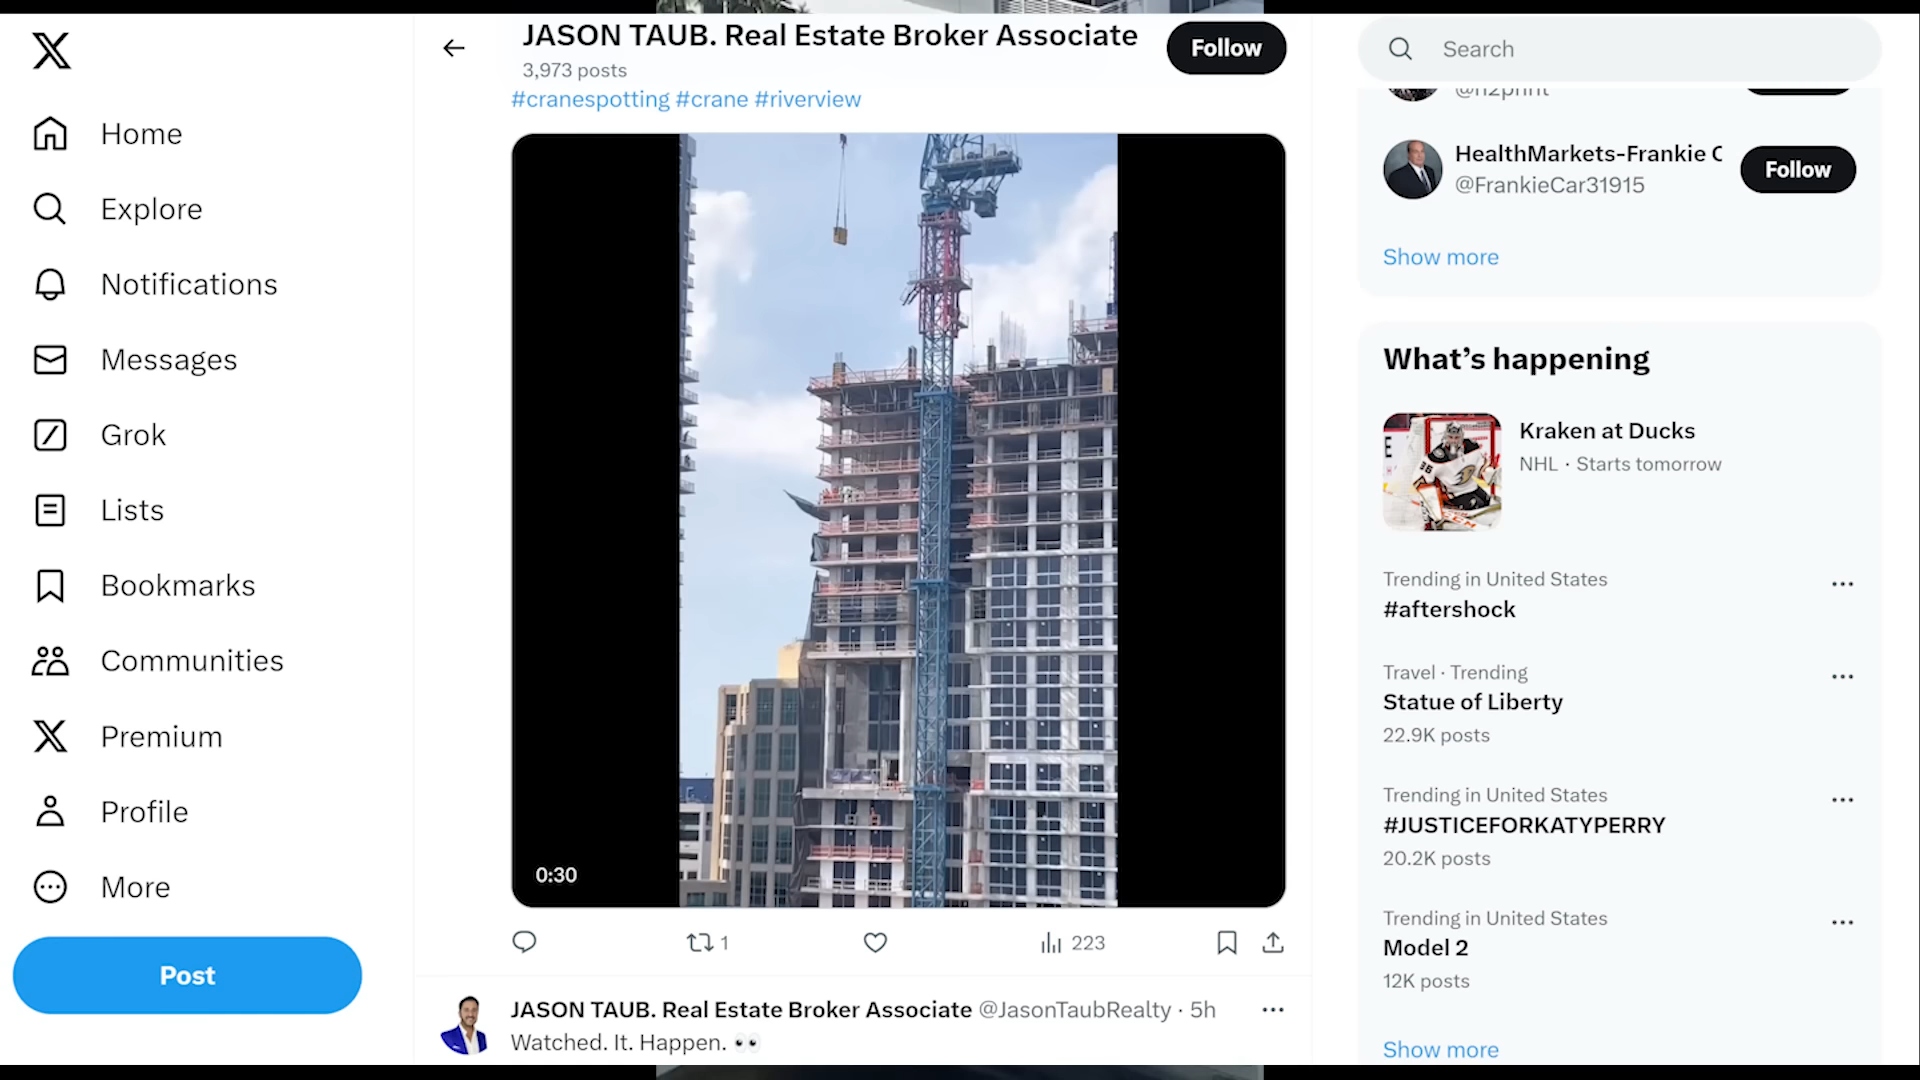 JASON TAUB. Real Estate Broker Associate
3,973 posts
Follow
#cranespotting #crane #riverview
0:30
1
223
JASON TAUB. Real Estate Broker Associate @JasonTaubRealty · 5h
Watched. It. Happen. 👀
Home
Explore
Notifications
Messages
Grok
Lists
Bookmarks
Communities
Premium
Profile
More
Post
Search
HealthMarkets-Frankie C
@FrankieCar31915
Follow
Show more
What’s happening
Kraken at Ducks
NHL · Starts tomorrow
Trending in United States
#aftershock
Travel · Trending
Statue of Liberty
22.9K posts
Trending in United States
#JUSTICEFORKATYPERRY
20.2K posts
Trending in United States
Model 2
12K posts
Show more